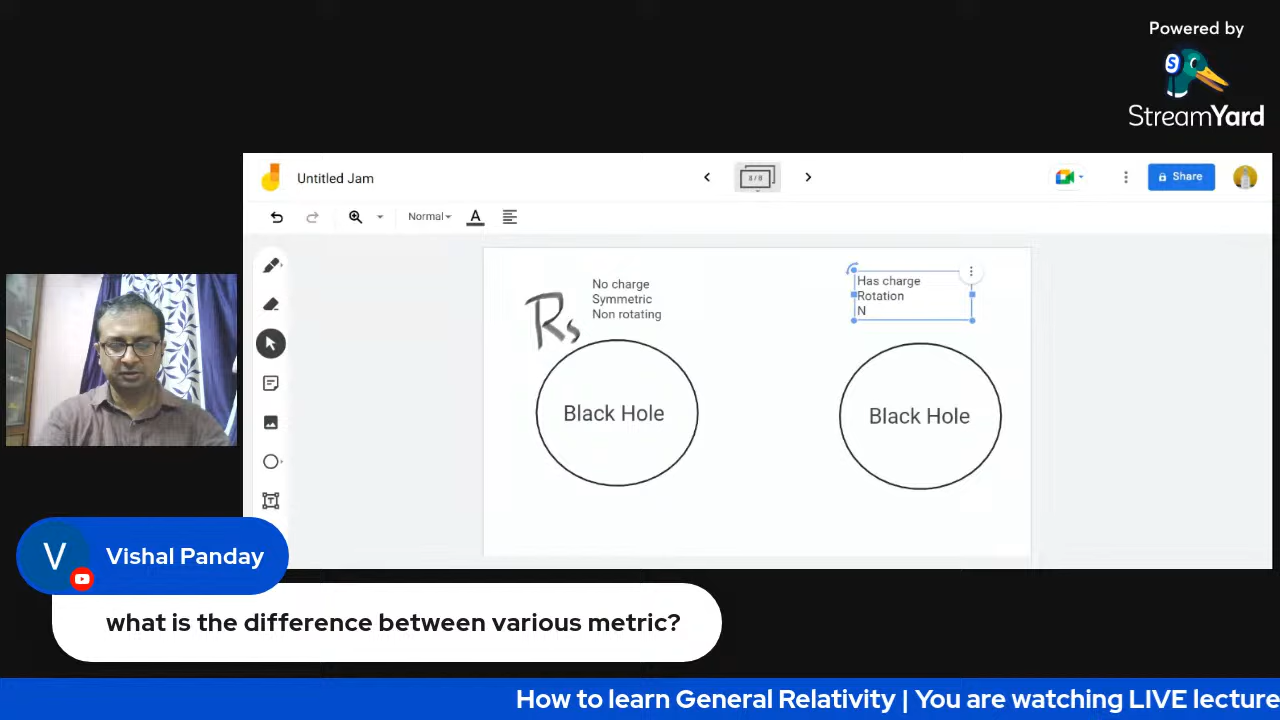 Powered by
S
StreamYard
Untitled Jam
8 / 8
Share
Normal
A
No charge
Symmetric
Non rotating
Rs
Has charge
Rotation
N
Black Hole
Black Hole
T
V
Vishal Panday
what is the difference between various metric?
How to learn General Relativity | You are watching LIVE lecture